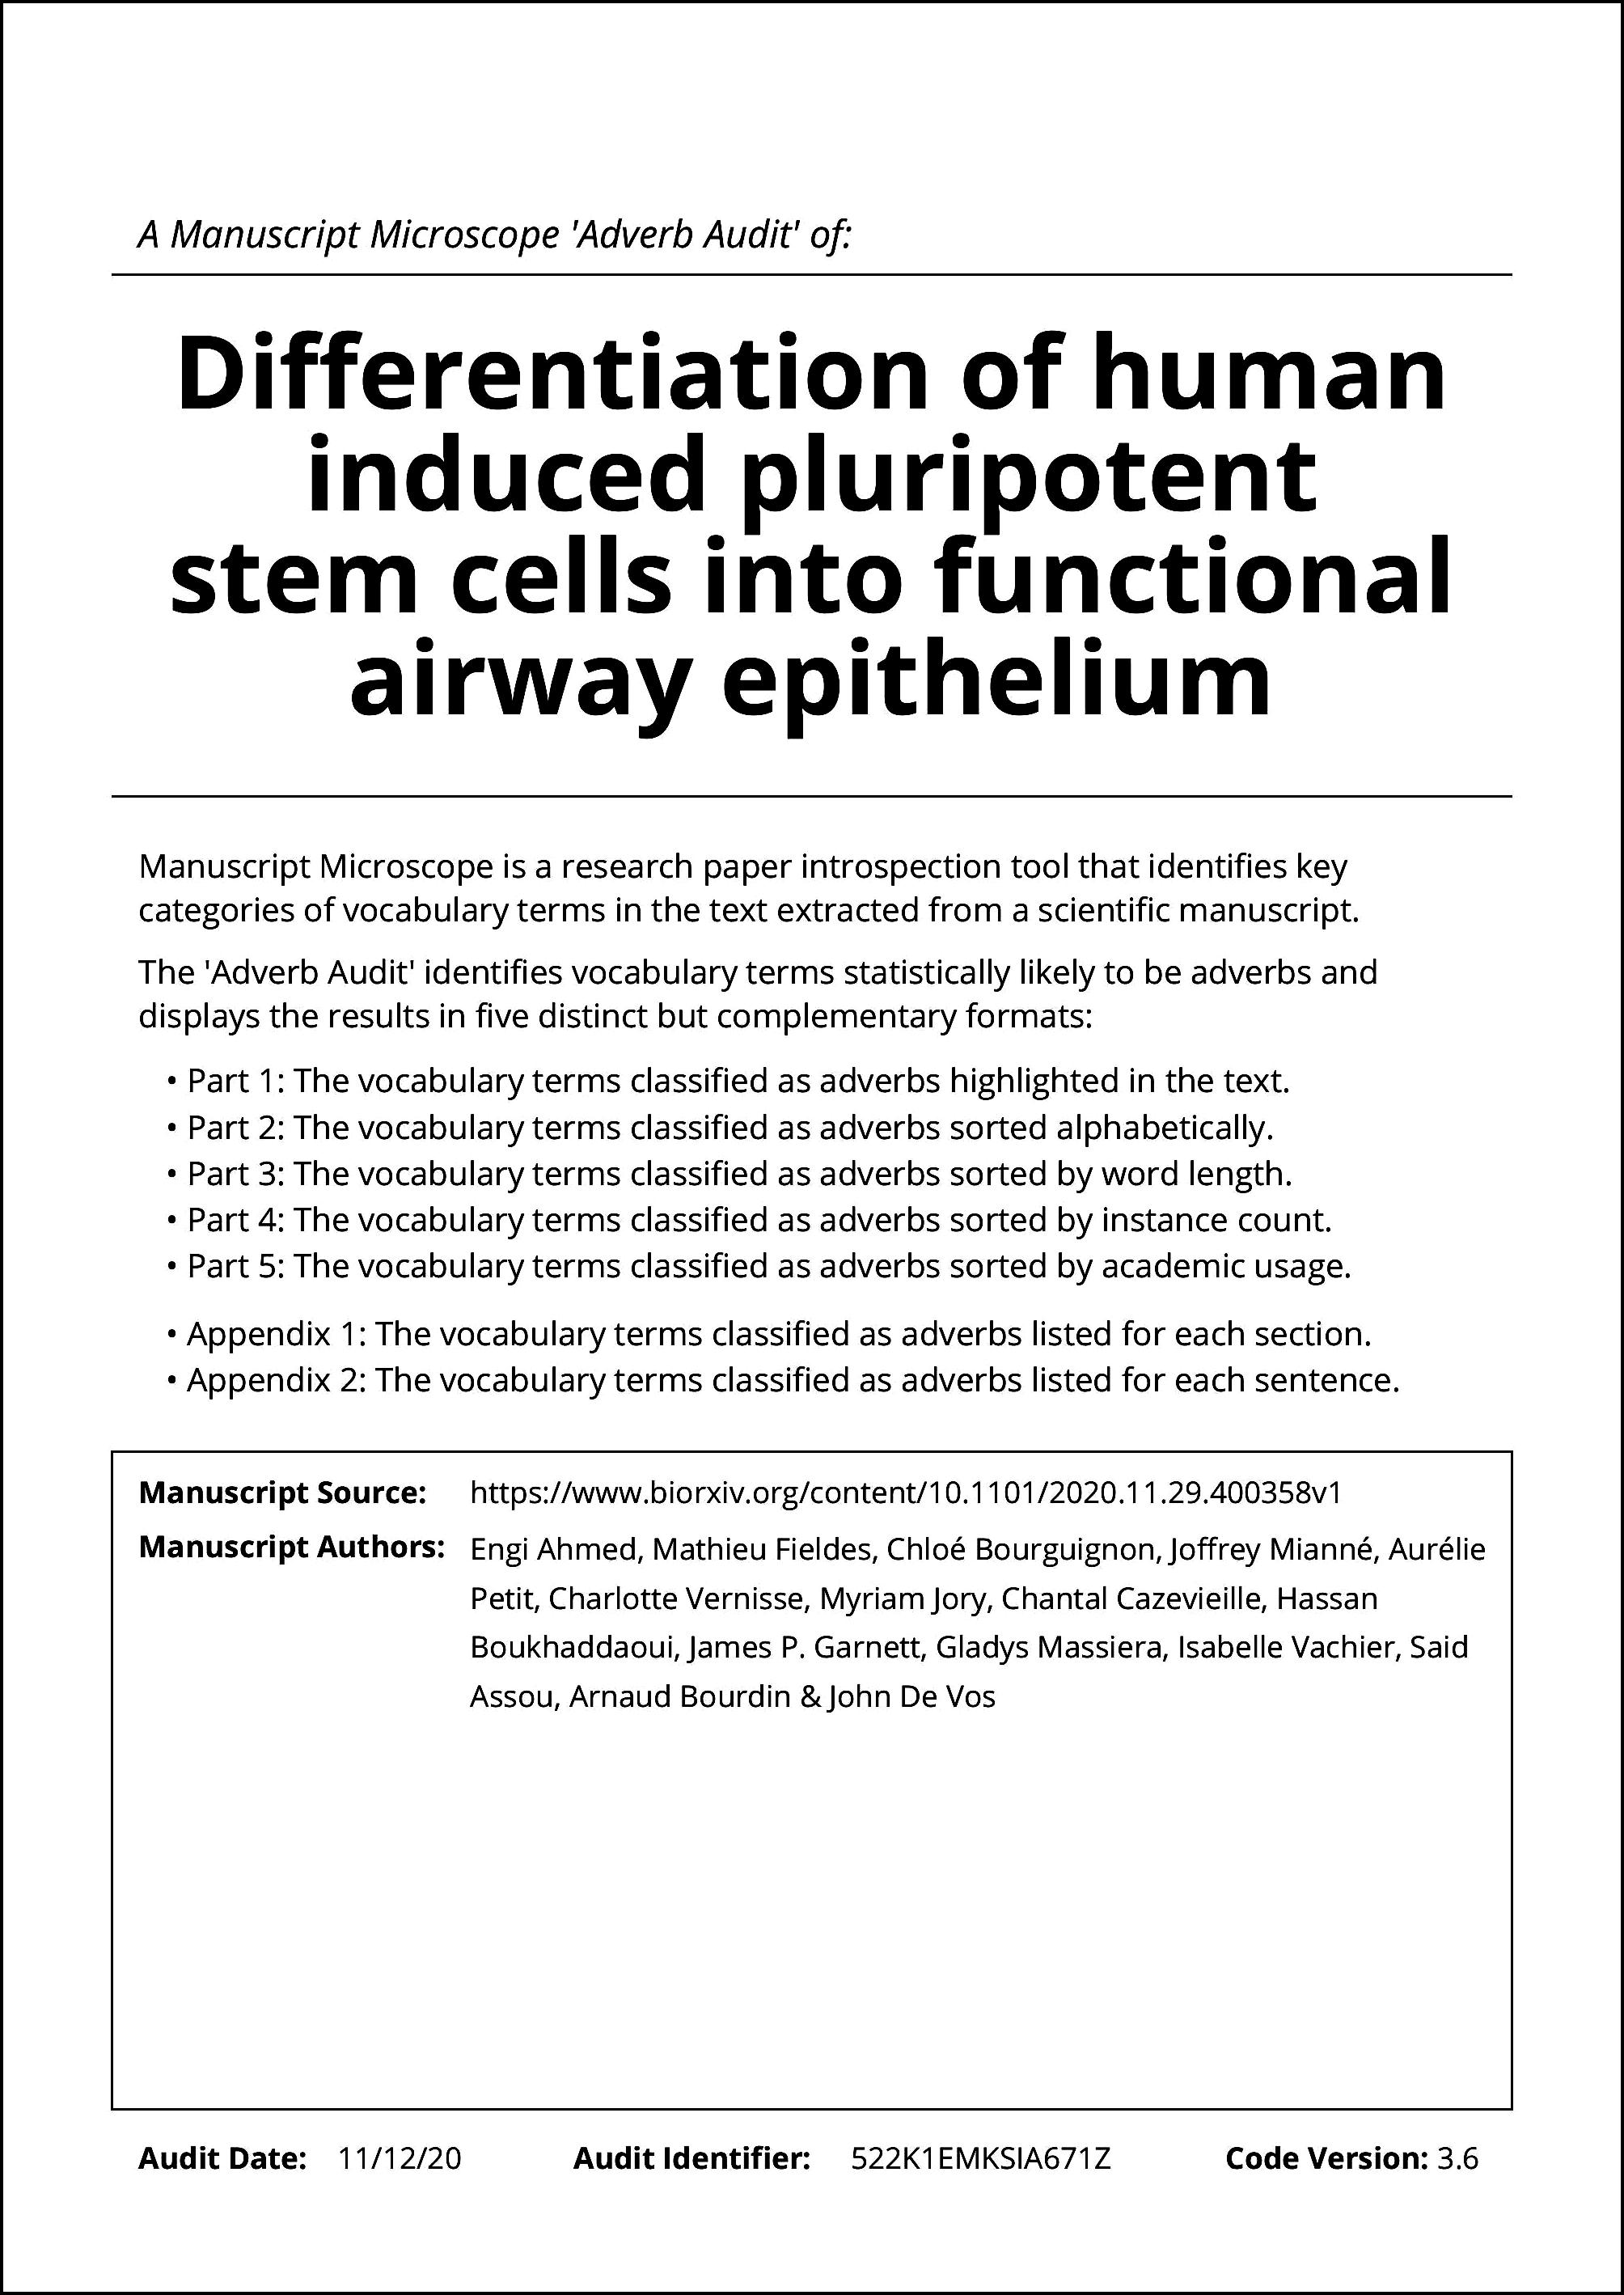 A Manuscript Microscope 'Adverb Audit' of:
Differentiation of human
induced pluripotent
stem cells into functional
airway epithelium
Manuscript Microscope is a research paper introspection tool that identifies key
categories of vocabulary terms in the text extracted from a scientific manuscript.
The 'Adverb Audit' identifies vocabulary terms statistically likely to be adverbs and
displays the results in five distinct but complementary formats:
• Part 1: The vocabulary terms classified as adverbs highlighted in the text.
• Part 2: The vocabulary terms classified as adverbs sorted alphabetically.
• Part 3: The vocabulary terms classified as adverbs sorted by word length.
• Part 4: The vocabulary terms classified as adverbs sorted by instance count.
• Part 5: The vocabulary terms classified as adverbs sorted by academic usage.
• Appendix 1: The vocabulary terms classified as adverbs listed for each section.
• Appendix 2: The vocabulary terms classified as adverbs listed for each sentence.
Manuscript Source: https://www.biorxiv.org/content/10.1101/2020.11.29.400358v1
Manuscript Authors: Engi Ahmed, Mathieu Fieldes, Chloé Bourguignon, Joffrey Mianné, Aurélie
Petit, Charlotte Vernisse, Myriam Jory, Chantal Cazevieille, Hassan
Boukhaddaoui, James P. Garnett, Gladys Massiera, Isabelle Vachier, Said
Assou, Arnaud Bourdin & John De Vos
Audit Date: 11/12/20 Audit Identifier: 522K1EMKSIA671Z Code Version: 3.6